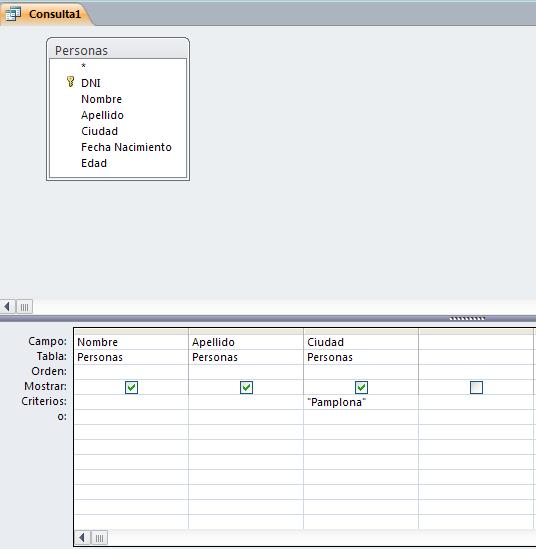 Consulta1
Personas
*
DNI
Nombre
Apellido
Ciudad
Fecha Nacimiento
Edad
Campo: Nombre Apellido Ciudad
Tabla: Personas Personas Personas
Orden:
Mostrar:
Criterios: "Pamplona"
o: